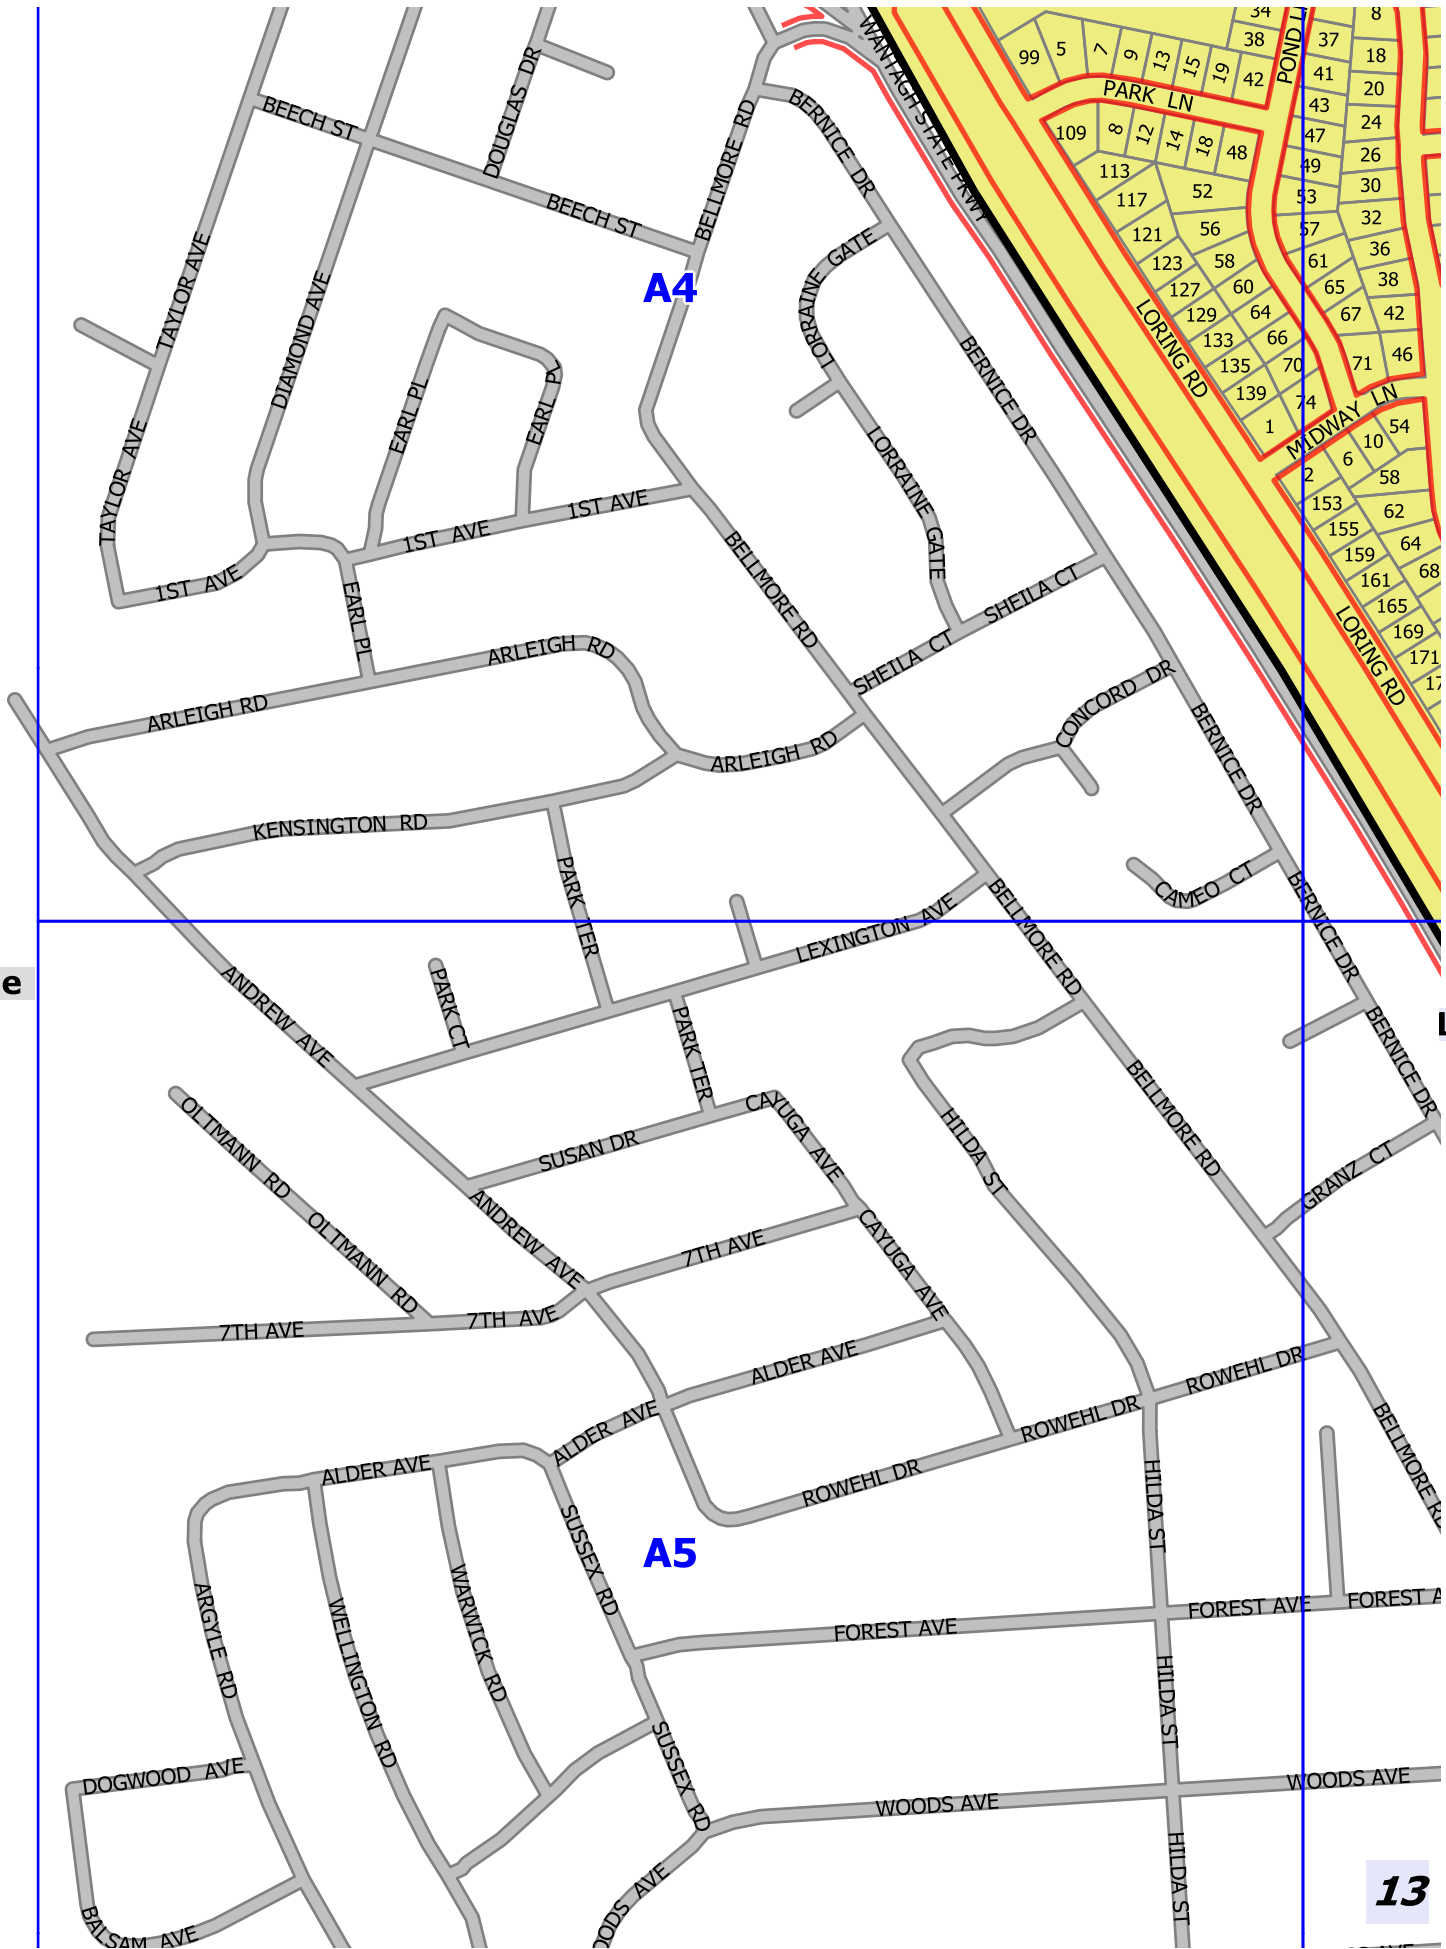 34
8
38
37
POND L
WANTAGH STATE PKWY
99
5
7
9
13
15
19
42
41
18
20
PARK LN
43
24
BEECH ST
DOUGLAS DR
BELLMORE RD
BERNICE DR
109
8
12
14
18
48
47
26
49
113
52
53
30
117
BEECH ST
57
32
121
56
36
TAYLOR AVE
LORRAINE GATE
123
58
61
38
A4
127
60
65
DIAMOND AVE
129
64
67
42
LORING RD
133
66
71
46
BERNICE DR
135
70
EARL PL
EARL PL
139
74
MIDWAY LN
1
54
10
6
TAYLOR AVE
LORRAINE GATE
2
58
153
62
1ST AVE
1ST AVE
155
64
BELLMORE RD
159
68
161
1ST AVE
SHEILA CT
165
EARL PL
169
LORING RD
171
17
ARLEIGH RD
SHEILA CT
CONCORD DR
ARLEIGH RD
BERNICE DR
ARLEIGH RD
KENSINGTON RD
PARK TER
CAMEO CT
LEXINGTON AVE
BELLMORE RD
BERNICE DR
e
ANDREW AVE
PARK CT
L
PARK TER
BERNICE DR
CAYUGA AVE
OLTMANN RD
SUSAN DR
HILDA ST
BELLMORE RD
GRANZ CT
ANDREW AVE
OLTMANN RD
7TH AVE
CAYUGA AVE
7TH AVE
7TH AVE
ALDER AVE
ROWEHL DR
ALDER AVE
ROWEHL DR
ALDER AVE
ROWEHL DR
BELLMORE RD
HILDA ST
SUSSEX RD
A5
ARGYLE RD
WELLINGTON RD
WARWICK RD
FOREST AVE
FOREST AVE
FOREST A
HILDA ST
SUSSEX RD
DOGWOOD AVE
WOODS AVE
WOODS AVE
HILDA ST
OODS AVE
13
BALSAM AVE